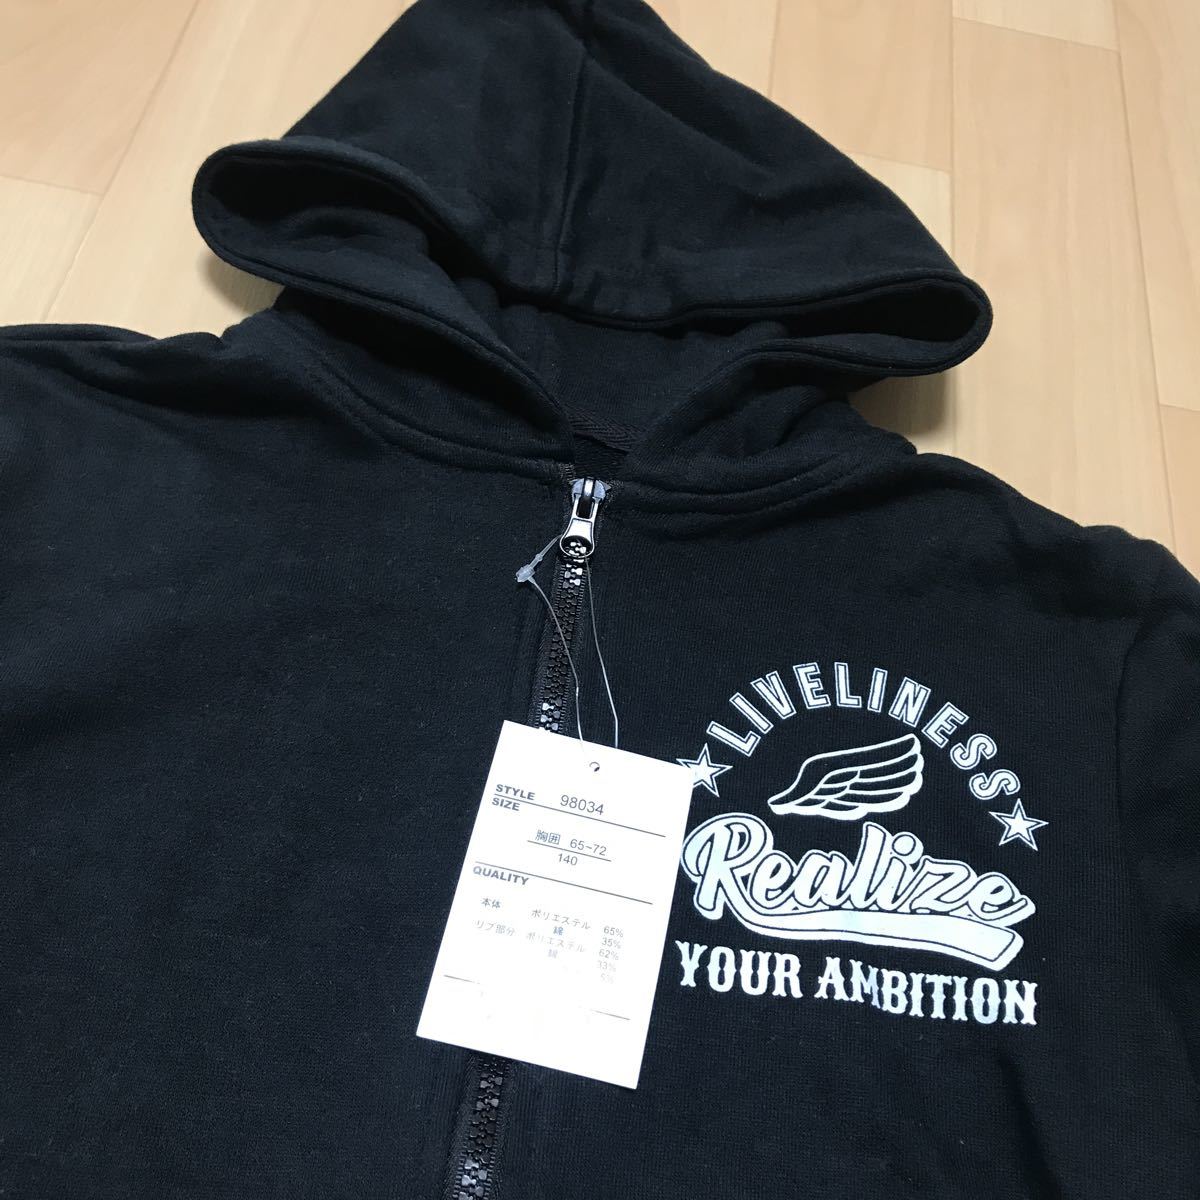 STYLE 98034
SIZE
胸囲 65~72
140
QUALITY
本体 ポリエステル 65%
綿 35%
リブ部分 ポリエステル 62%
綿 33%
5%
LIVELINESS
Realize
YOUR AMBITION